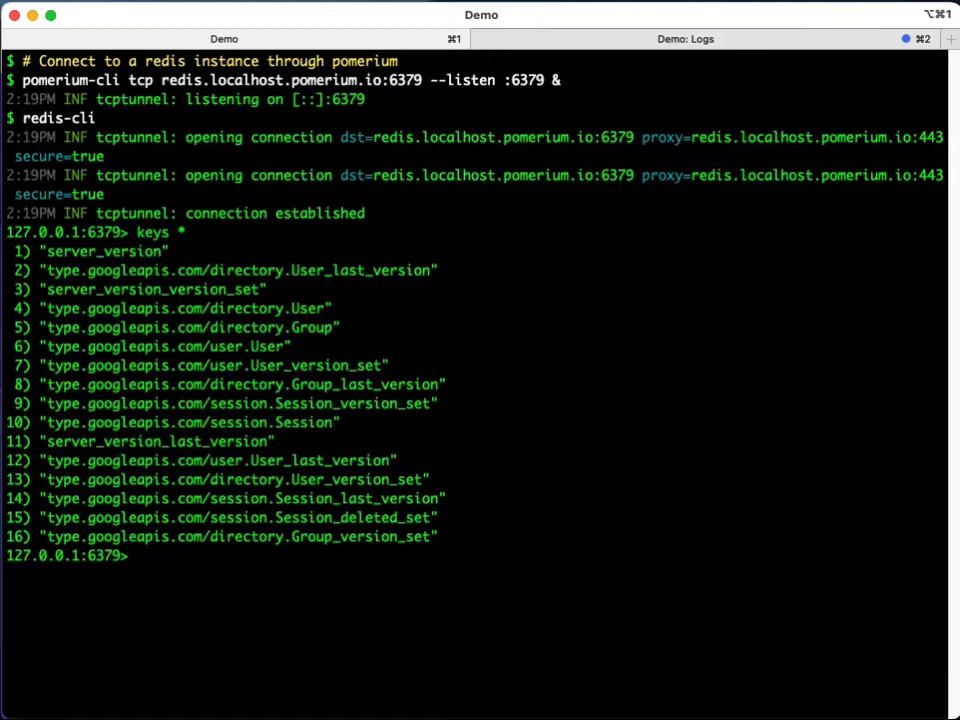 Demo
⌥⌘1
Demo
⌘1
Demo: Logs
⌘2
$ # Connect to a redis instance through pomerium
$ pomerium-cli tcp redis.localhost.pomerium.io:6379 --listen :6379 &
2:19PM INF tcptunnel: listening on [::]:6379
$ redis-cli
2:19PM INF tcptunnel: opening connection dst=redis.localhost.pomerium.io:6379 proxy=redis.localhost.pomerium.io:443
secure=true
2:19PM INF tcptunnel: opening connection dst=redis.localhost.pomerium.io:6379 proxy=redis.localhost.pomerium.io:443
secure=true
2:19PM INF tcptunnel: connection established
127.0.0.1:6379> keys *
1) "server_version"
2) "type.googleapis.com/directory.User_last_version"
3) "server_version_version_set"
4) "type.googleapis.com/directory.User"
5) "type.googleapis.com/directory.Group"
6) "type.googleapis.com/user.User"
7) "type.googleapis.com/user.User_version_set"
8) "type.googleapis.com/directory.Group_last_version"
9) "type.googleapis.com/session.Session_version_set"
10) "type.googleapis.com/session.Session"
11) "server_version_last_version"
12) "type.googleapis.com/user.User_last_version"
13) "type.googleapis.com/directory.User_version_set"
14) "type.googleapis.com/session.Session_last_version"
15) "type.googleapis.com/session.Session_deleted_set"
16) "type.googleapis.com/directory.Group_version_set"
127.0.0.1:6379>